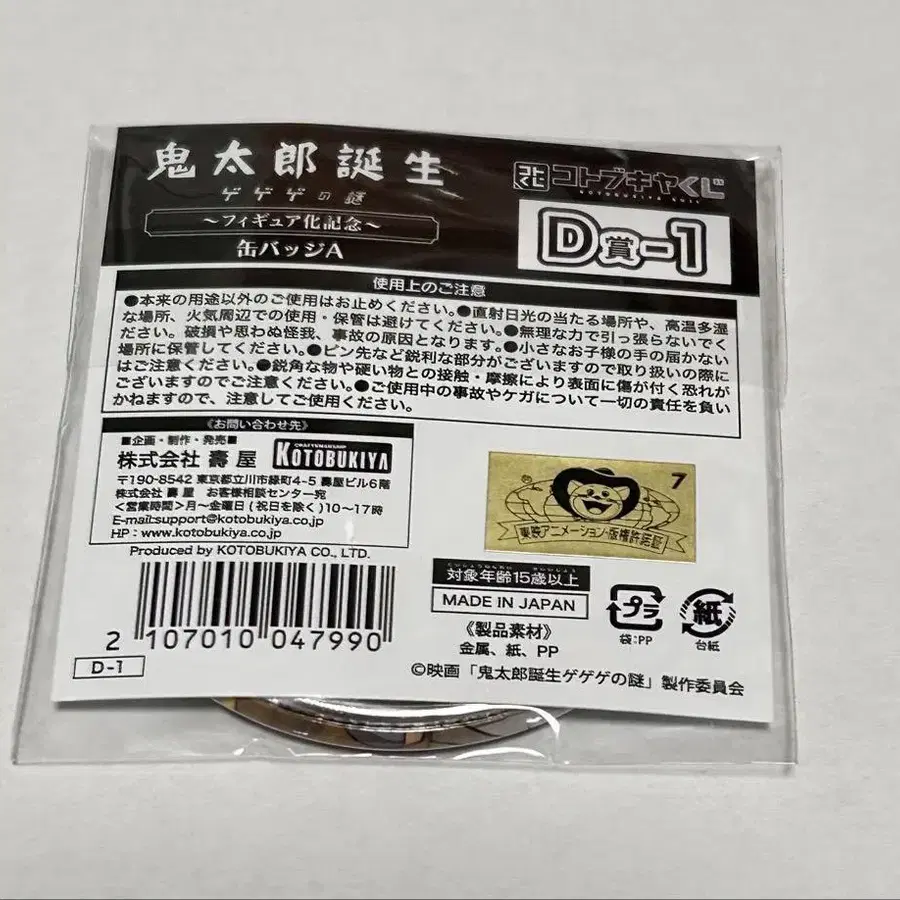 鬼太郎誕生
ゲゲゲの謎
～フィギュア化記念～
缶バッジA
コトくじ
コトブキヤくじ
KOTOBUKIYA KUJI
D賞-1
使用上のご注意
●本来の用途以外のご使用はお止めください。●直射日光の当たる場所や、高温多湿
な場所、火気周辺での使用・保管は避けてください。●無理な力で引っ張らないでく
ださい。破損や思わぬ怪我、事故の原因となります。●小さなお子様の手の届かない
場所に保管してください。●ピン先など鋭利な部分がございますので取り扱いの際に
はご注意ください。●鋭角な物や硬い物との接触・摩擦により表面に傷が付く恐れが
ございますのでご注意ください。●ご使用中の事故やケガについて一切の責任を負い
かねますので、注意してご使用ください。
《お問い合わせ先》
■企画・制作・発売■
株式会社 壽屋
CRAFTSMANSHIP
KOTOBUKIYA
〒190-8542 東京都立川市緑町4-5 壽屋ビル6階
株式会社 壽屋 お客様相談センター宛
＜営業時間＞月～金曜日(祝日を除く)10～17時
E-mail:support@kotobukiya.co.jp
HP：www.kotobukiya.co.jp
Produced by KOTOBUKIYA CO., LTD.
2 107010 047990
D-1
7
東映アニメーション・版権許諾証
対象年齢15歳以上
MADE IN JAPAN
《製品素材》
金属、紙、PP
プラ
袋:PP
紙
台紙
©映画「鬼太郎誕生ゲゲゲの謎」製作委員会